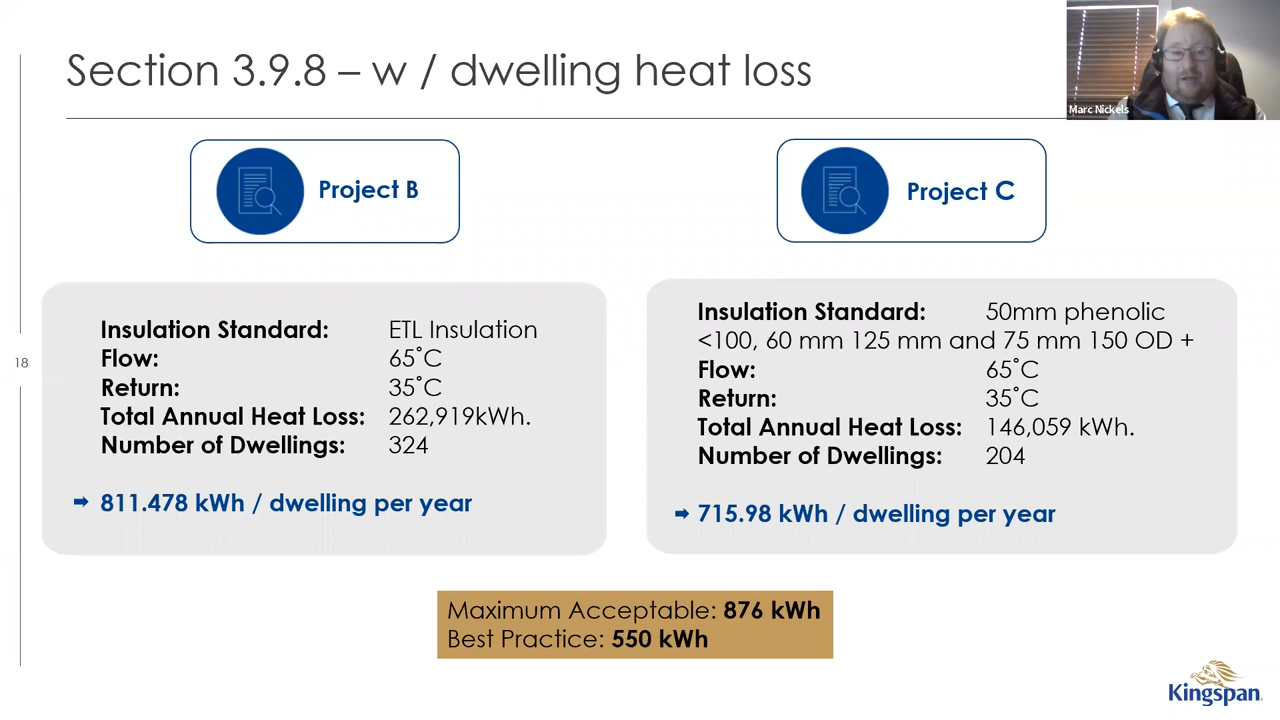 Section 3.9.8 – w / dwelling heat loss
Marc Nickels
Project B
Project C
Insulation Standard: ETL Insulation
Flow: 65˚C
Return: 35˚C
Total Annual Heat Loss: 262,919kWh.
Number of Dwellings: 324
➡ 811.478 kWh / dwelling per year
Insulation Standard: 50mm phenolic
<100, 60 mm 125 mm and 75 mm 150 OD +
Flow: 65˚C
Return: 35˚C
Total Annual Heat Loss: 146,059 kWh.
Number of Dwellings: 204
➡ 715.98 kWh / dwelling per year
18
Maximum Acceptable: 876 kWh
Best Practice: 550 kWh
Kingspan.